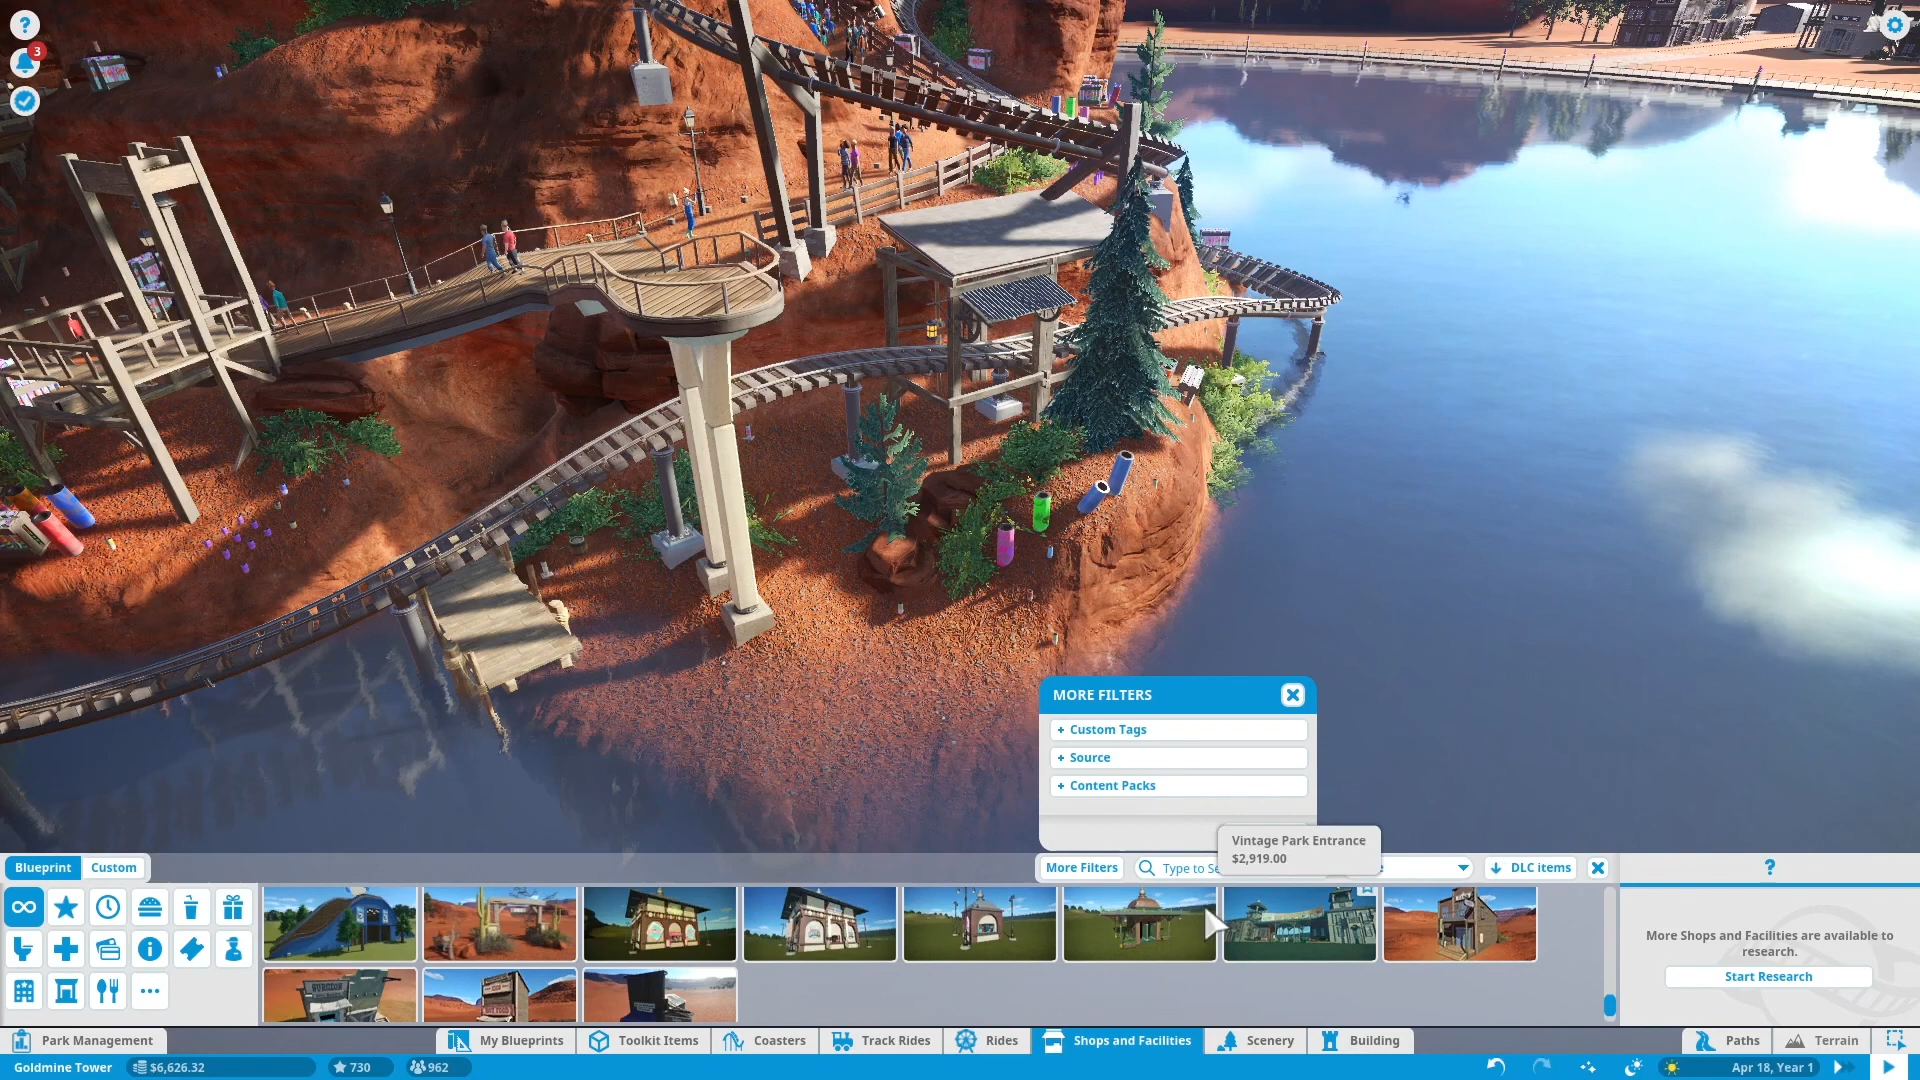 3
MORE FILTERS
+ Custom Tags
+ Source
+ Content Packs
Vintage Park Entrance
$2,919.00
Blueprint
Custom
More Filters
Type to Se
DLC items
?
More Shops and Facilities are available to
research.
Start Research
SURGEON
Park Management
My Blueprints
Toolkit Items
Coasters
Track Rides
Rides
Shops and Facilities
Scenery
Building
Paths
Terrain
Goldmine Tower
$6,626.32
730
962
Apr 18, Year 1